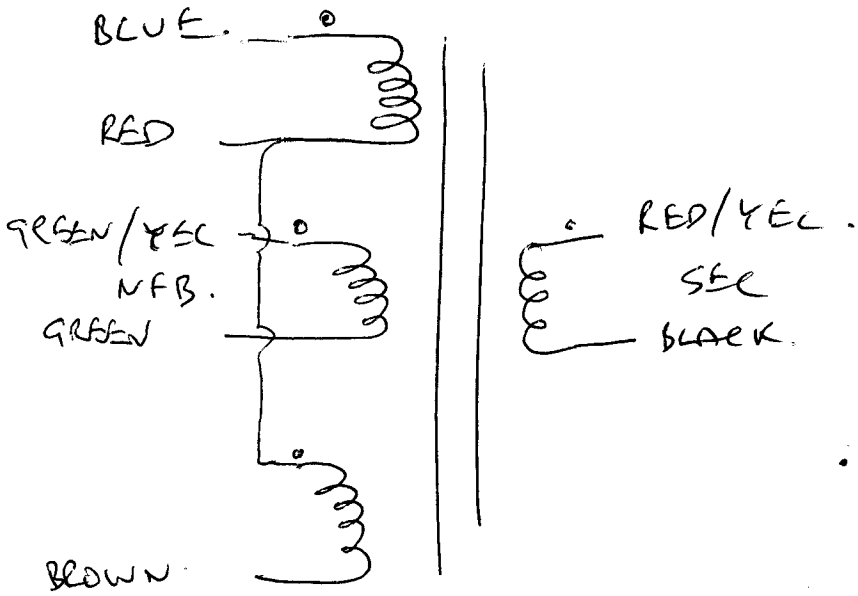 BLUE.
RED
GREEN/YEL
NFB.
GREEN
BROWN
RED/YEL.
SEC
BLACK.